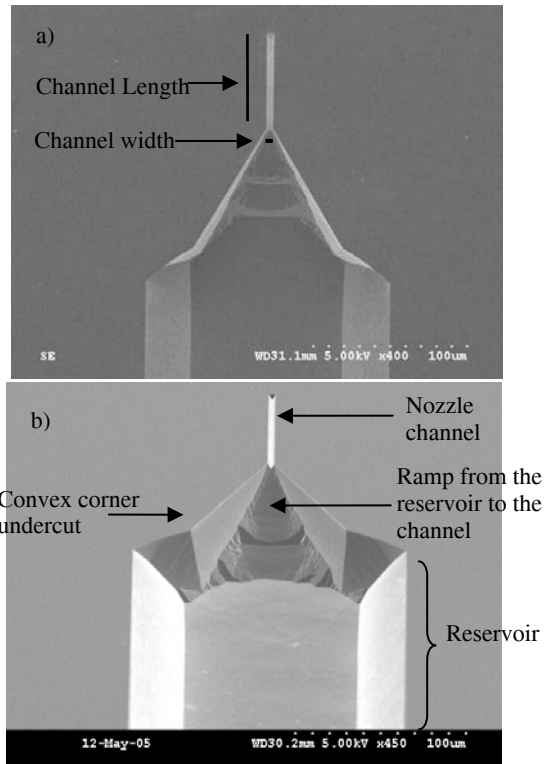 a)
Channel Length
Channel width
SE
WD31.1mm 5.00kV x400 100um
b)
Nozzle
channel
Convex corner
undercut
Ramp from the
reservoir to the
channel
Reservoir
12-May-05
WD30.2mm 5.00kV x450 100um